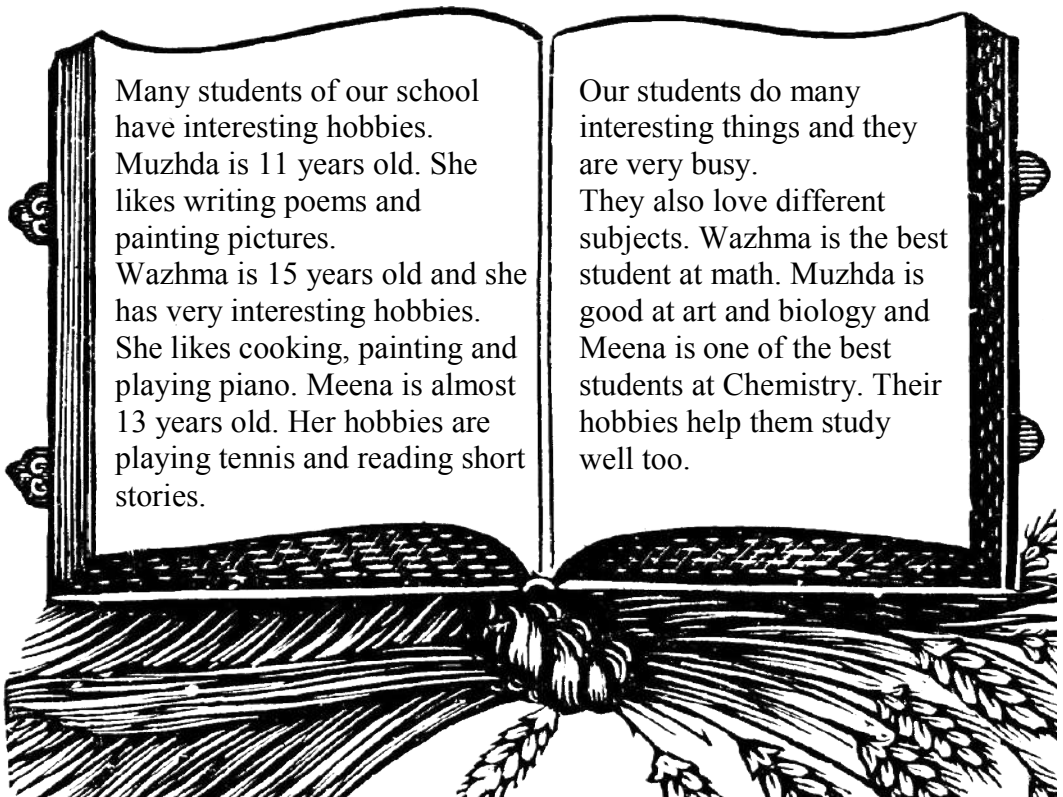 Many students of our school
have interesting hobbies.
Muzhda is 11 years old. She
likes writing poems and
painting pictures.
Wazhma is 15 years old and she
has very interesting hobbies.
She likes cooking, painting and
playing piano. Meena is almost
13 years old. Her hobbies are
playing tennis and reading short
stories.
Our students do many
interesting things and they
are very busy.
They also love different
subjects. Wazhma is the best
student at math. Muzhda is
good at art and biology and
Meena is one of the best
students at Chemistry. Their
hobbies help them study
well too.